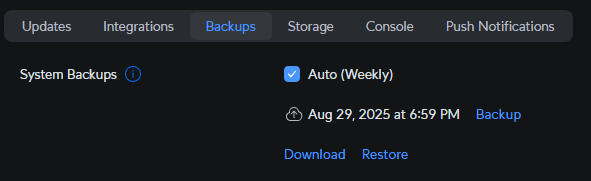 Updates Integrations Backups Storage Console Push Notifications
System Backups Auto (Weekly)
Aug 29, 2025 at 6:59 PM Backup
Download Restore